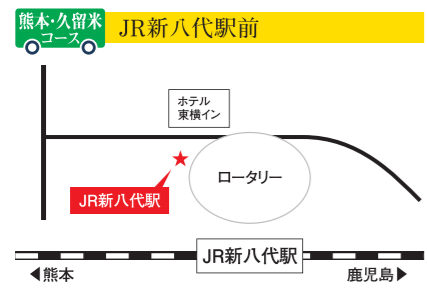 熊本・久留米
コース
JR新八代駅前
ホテル
東横イン
ロータリー
JR新八代駅
JR新八代駅
◀熊本
鹿児島▶